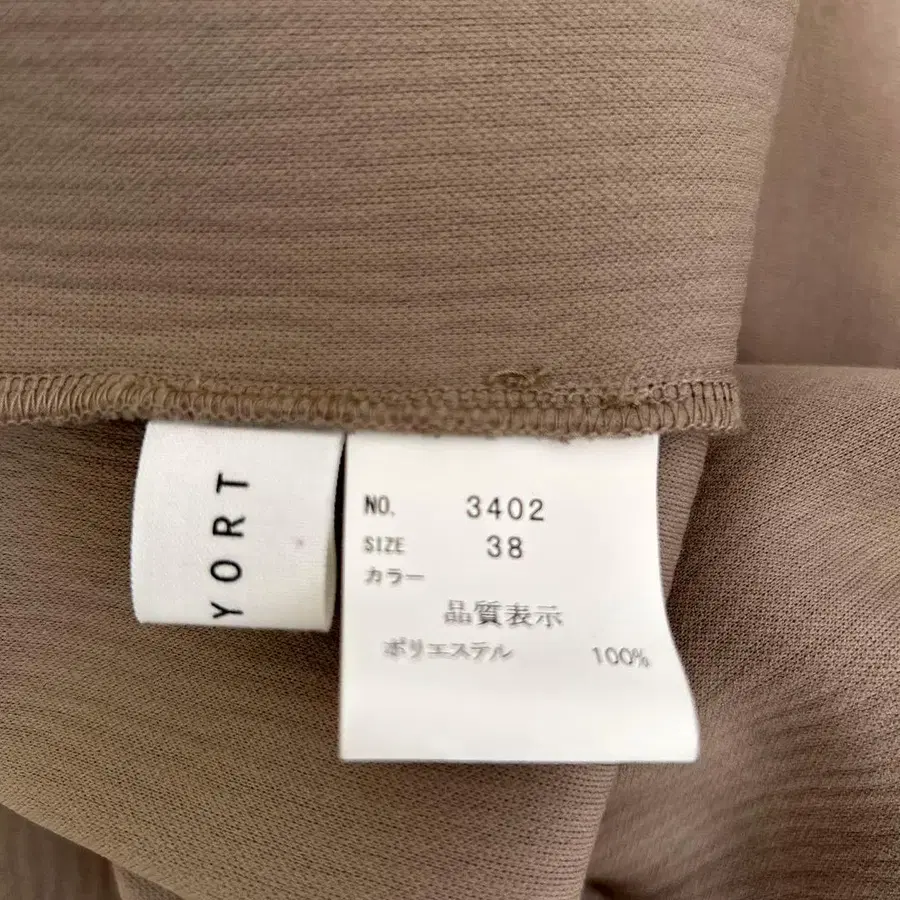 YORT
NO. 3402
SIZE 38
カラー
品質表示
ポリエステル 100%